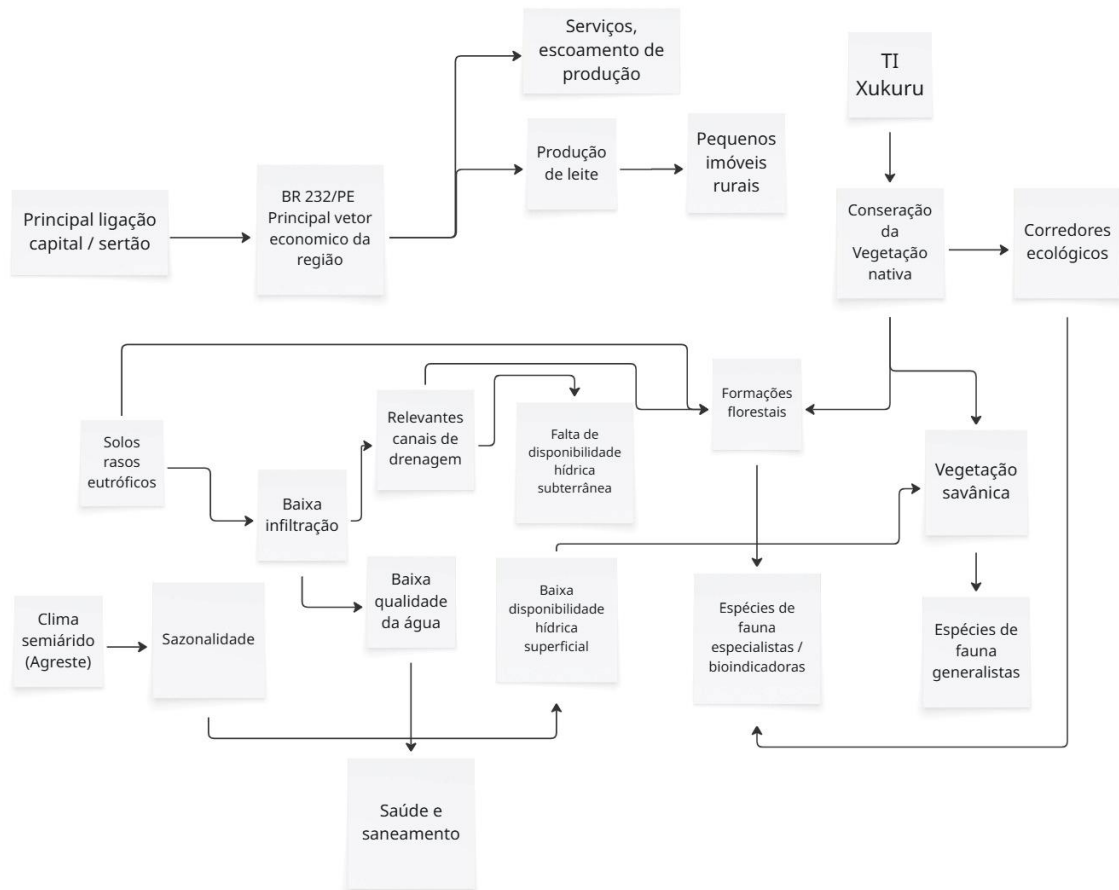 Serviços,
escoamento de
produção
TI
Xukuru
Produção
de leite
Pequenos
imóveis
rurais
Principal ligação
capital / sertão
BR 232/PE
Principal vetor
economico da
região
Conseração
da
Vegetação
nativa
Corredores
ecológicos
Solos
rasos
eutróficos
Relevantes
canais de
drenagem
Falta de
disponibilidade
hídrica
subterrânea
Formações
florestais
Vegetação
savânica
Baixa
infiltração
Clima
semiárido
(Agreste)
Sazonalidade
Baixa
qualidade
da água
Baixa
disponibilidade
hídrica
superficial
Espécies de
fauna
especialistas /
bioindicadoras
Espécies de
fauna
generalistas
Saúde e
saneamento